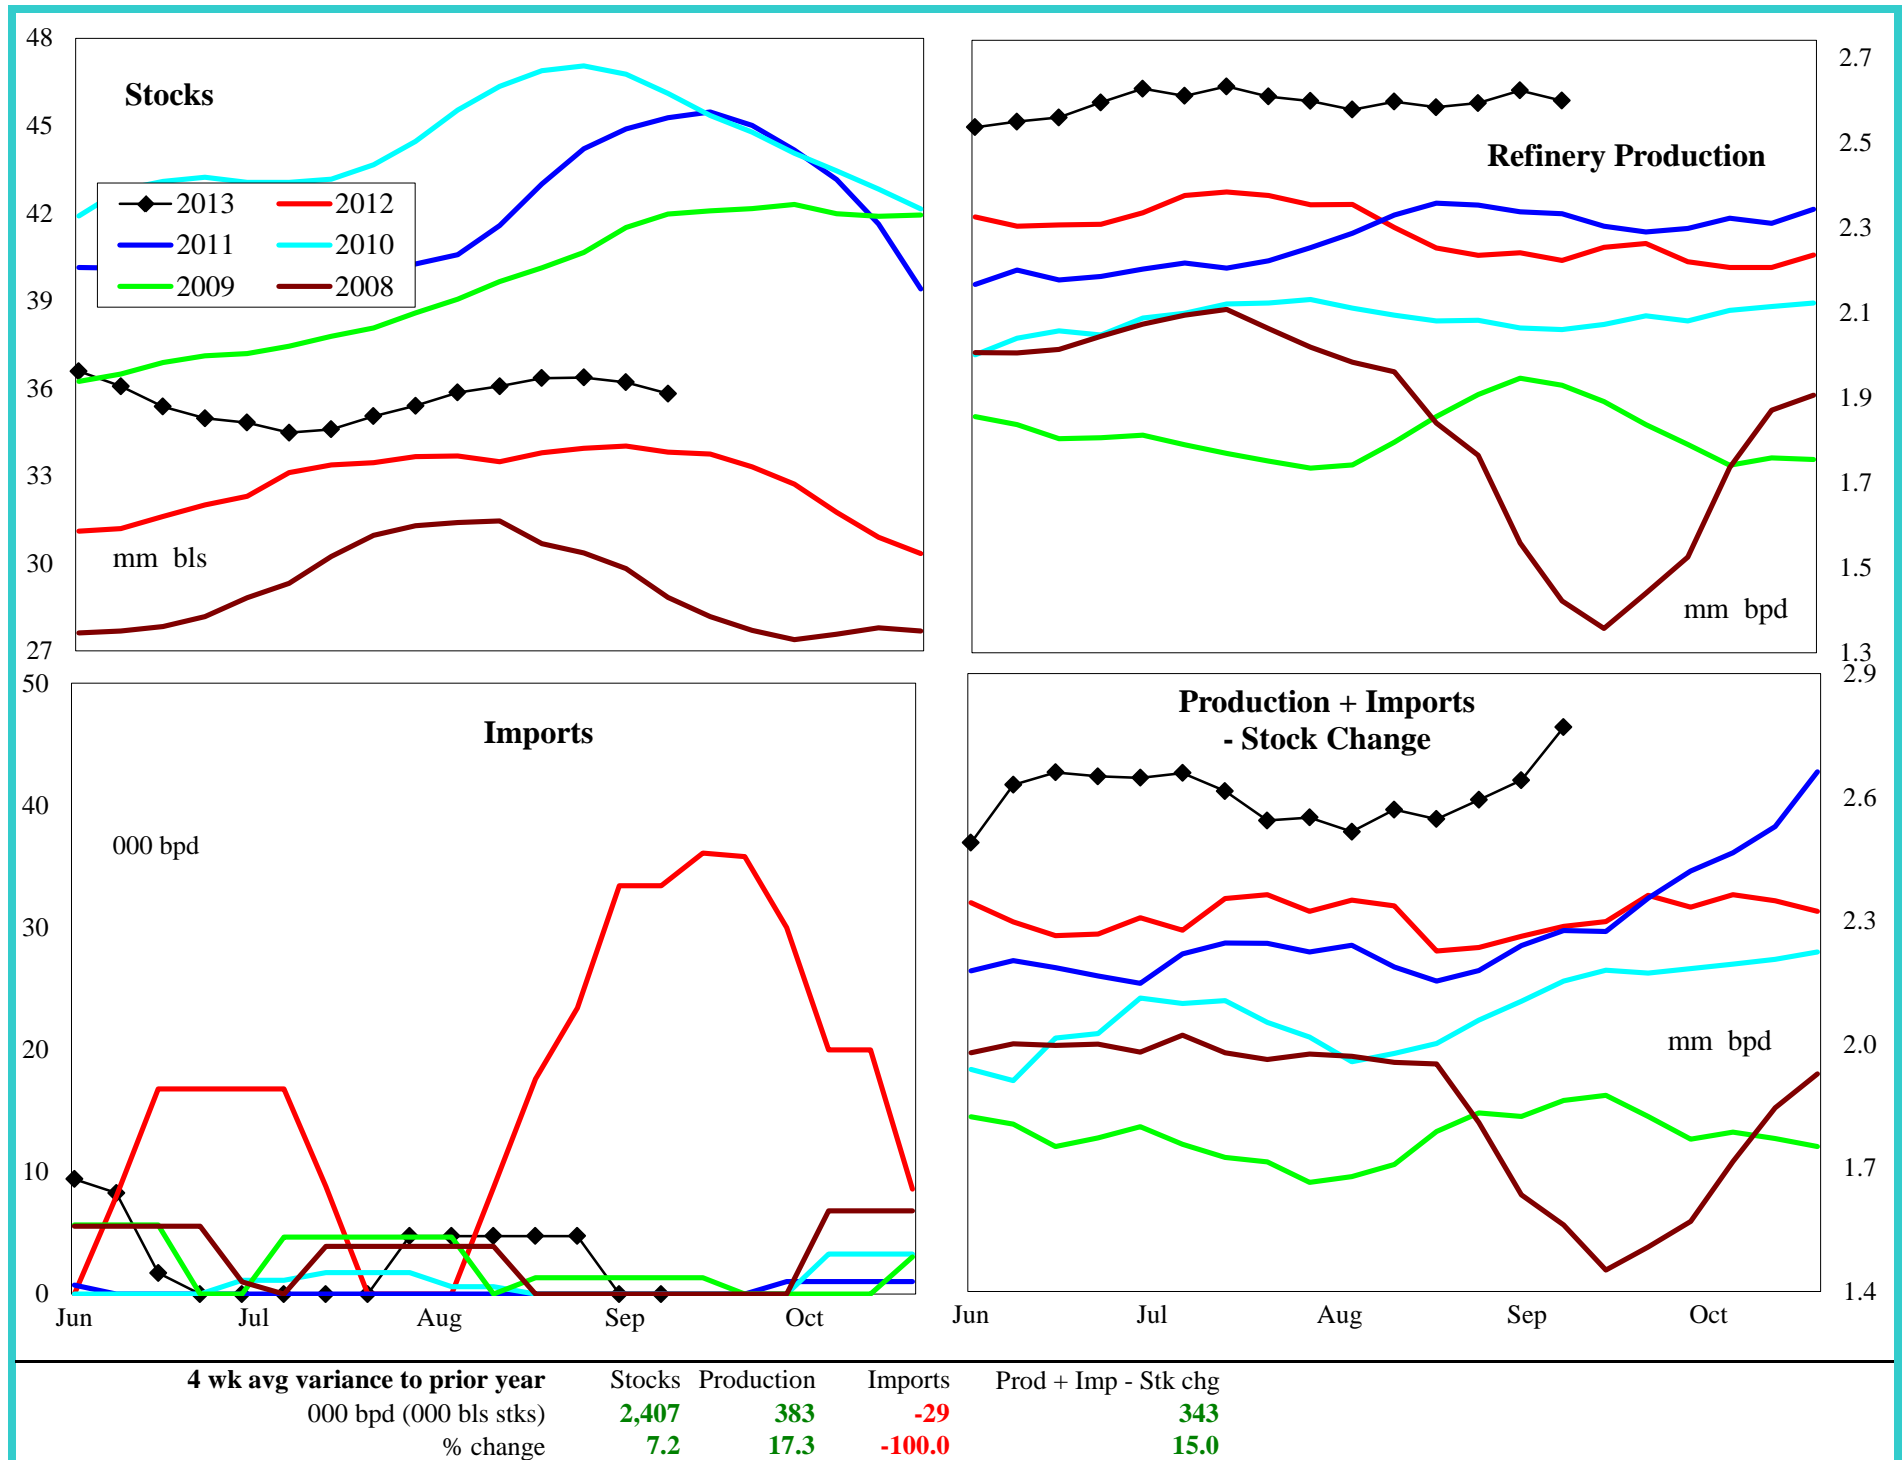 48
45
42
39
36
33
30
27
Stocks
2013 2012
2011 2010
2009 2008
mm bls
2.7
2.5
2.3
2.1
1.9
1.7
1.5
1.3
Refinery Production
mm bpd
50
40
30
20
10
0
Imports
000 bpd
Jun Jul Aug Sep Oct
2.9
2.6
2.3
2.0
1.7
1.4
Production + Imports
- Stock Change
mm bpd
Jun Jul Aug Sep Oct
4 wk avg variance to prior year Stocks Production Imports Prod + Imp - Stk chg
000 bpd (000 bls stks) 2,407 383 -29 343
% change 7.2 17.3 -100.0 15.0